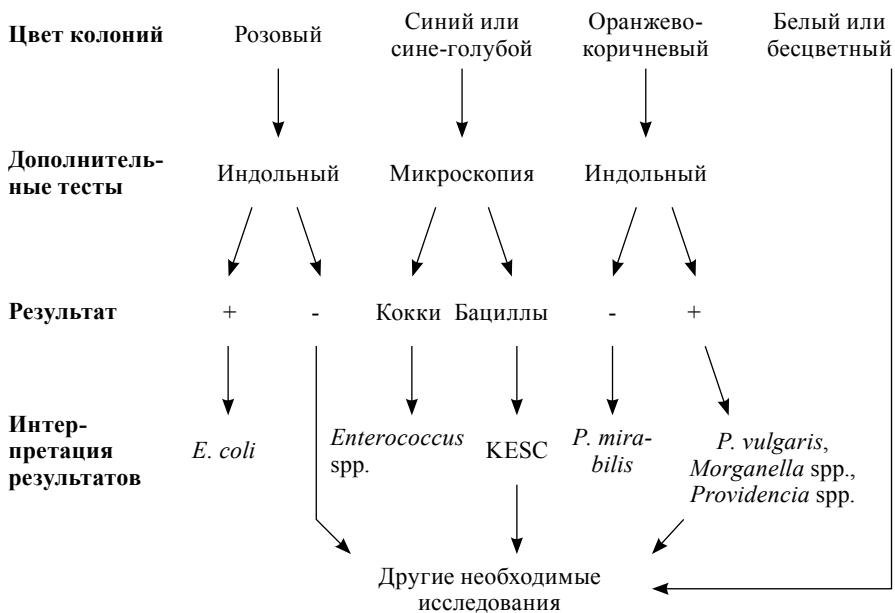 Цвет колоний
Розовый
Синий или
сине-голубой
Оранжево-
коричневый
Белый или
бесцветный
Дополнитель-
ные тесты
Индольный
Микроскопия
Индольный
Результат
+
-
Кокки
Бациллы
-
+
Интер-
претация
результатов
E. coli
Enterococcus
spp.
KESC
P. mira-
bilis
P. vulgaris,
Morganella spp.,
Providencia spp.
Другие необходимые
исследования